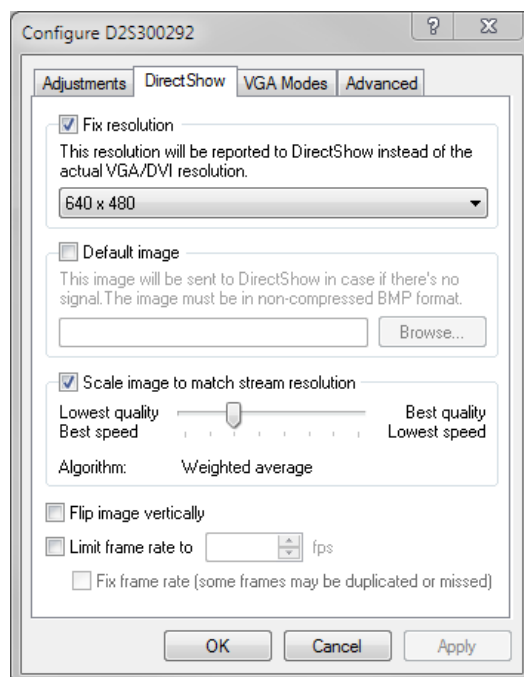 Configure D2S300292
Adjustments DirectShow VGA Modes Advanced
Fix resolution
This resolution will be reported to DirectShow instead of the
actual VGA/DVI resolution.
640 x 480
Default image
This image will be sent to DirectShow in case if there's no
signal.The image must be in non-compressed BMP format.
Browse...
Scale image to match stream resolution
Lowest quality Best quality
Best speed Lowest speed
Algorithm: Weighted average
Flip image vertically
Limit frame rate to fps
Fix frame rate (some frames may be duplicated or missed)
OK Cancel Apply